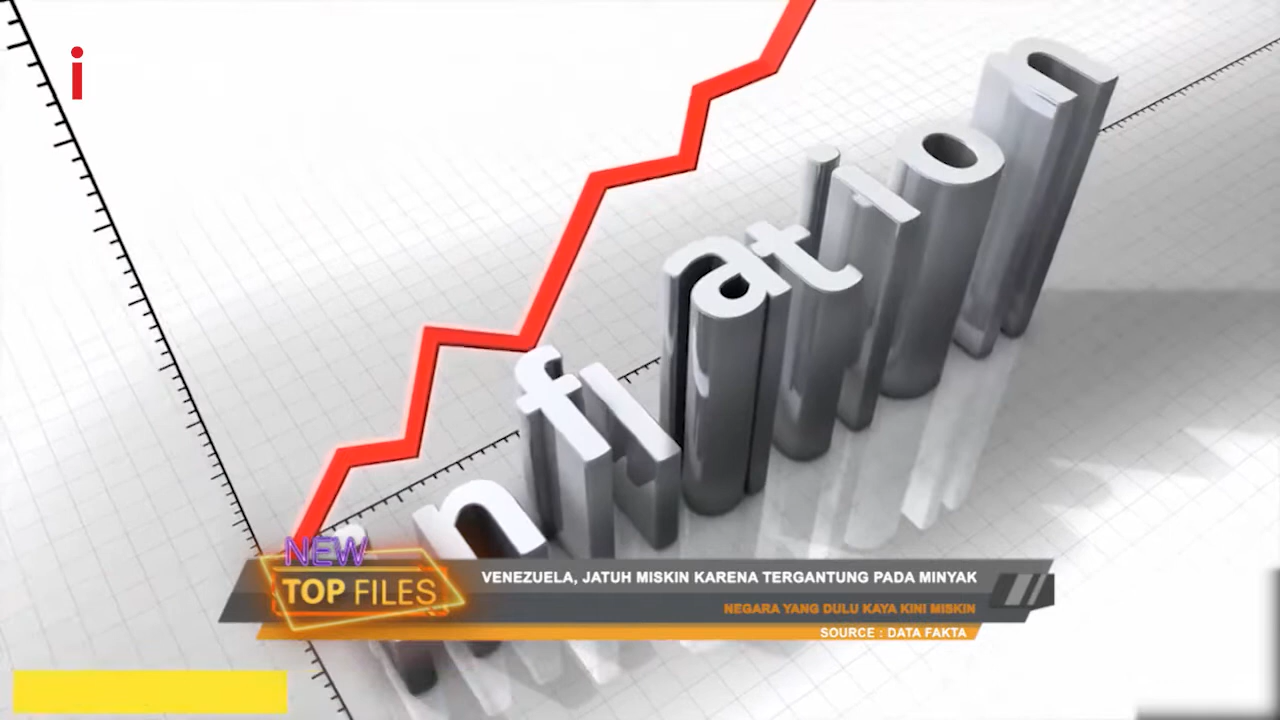 i
inflation
NEW
TOP FILES
VENEZUELA, JATUH MISKIN KARENA TERGANTUNG PADA MINYAK
NEGARA YANG DULU KAYA KINI MISKIN
SOURCE : DATA FAKTA